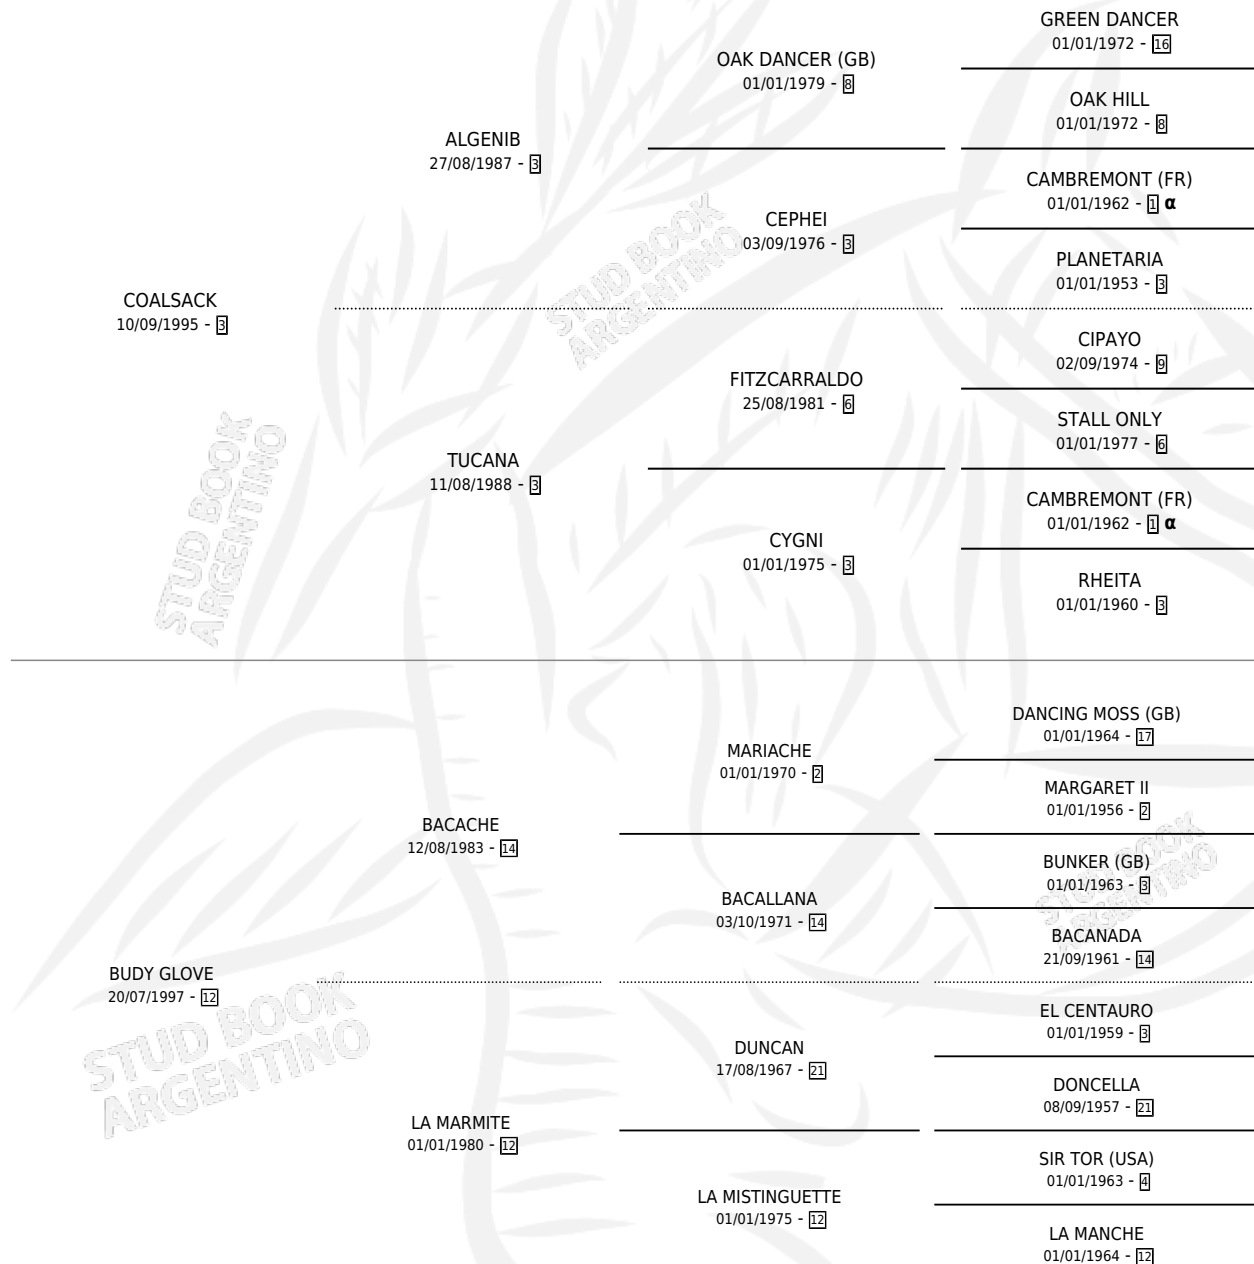 GREEN DANCER
01/01/1972 - 16
OAK DANCER (GB)
01/01/1979 - 8
OAK HILL
01/01/1972 - 8
ALGENIB
27/08/1987 - 3
CAMBREMONT (FR)
01/01/1962 - 1 α
CEPHEI
03/09/1976 - 3
PLANETARIA
01/01/1953 - 3
COALSACK
10/09/1995 - 3
CIPAYO
02/09/1974 - 9
FITZCARRALDO
25/08/1981 - 6
STALL ONLY
01/01/1977 - 6
TUCANA
11/08/1988 - 3
CAMBREMONT (FR)
01/01/1962 - 1 α
CYGNI
01/01/1975 - 3
RHEITA
01/01/1960 - 3
DANCING MOSS (GB)
01/01/1964 - 17
MARIACHE
01/01/1970 - 2
MARGARET II
01/01/1956 - 2
BACACHE
12/08/1983 - 14
BUNKER (GB)
01/01/1963 - 3
BACALLANA
03/10/1971 - 14
BACANADA
21/09/1961 - 14
BUDY GLOVE
20/07/1997 - 12
EL CENTAURO
01/01/1959 - 3
DUNCAN
17/08/1967 - 21
DONCELLA
08/09/1957 - 21
LA MARMITE
01/01/1980 - 12
SIR TOR (USA)
01/01/1963 - 4
LA MISTINGUETTE
01/01/1975 - 12
LA MANCHE
01/01/1964 - 12
STUD BOOK
ARGENTINO
STUD BOOK
ARGENTINO
STUD BOOK
ARGENTINO
STUD BOOK
ARGENTINO